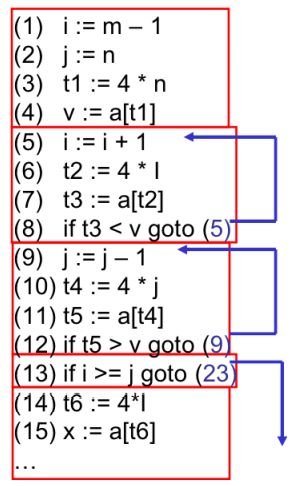 (1) i := m – 1
(2) j := n
(3) t1 := 4 * n
(4) v := a[t1]
(5) i := i + 1
(6) t2 := 4 * I
(7) t3 := a[t2]
(8) if t3 < v goto (5)
(9) j := j – 1
(10) t4 := 4 * j
(11) t5 := a[t4]
(12) if t5 > v goto (9)
(13) if i >= j goto (23)
(14) t6 := 4*I
(15) x := a[t6]
…